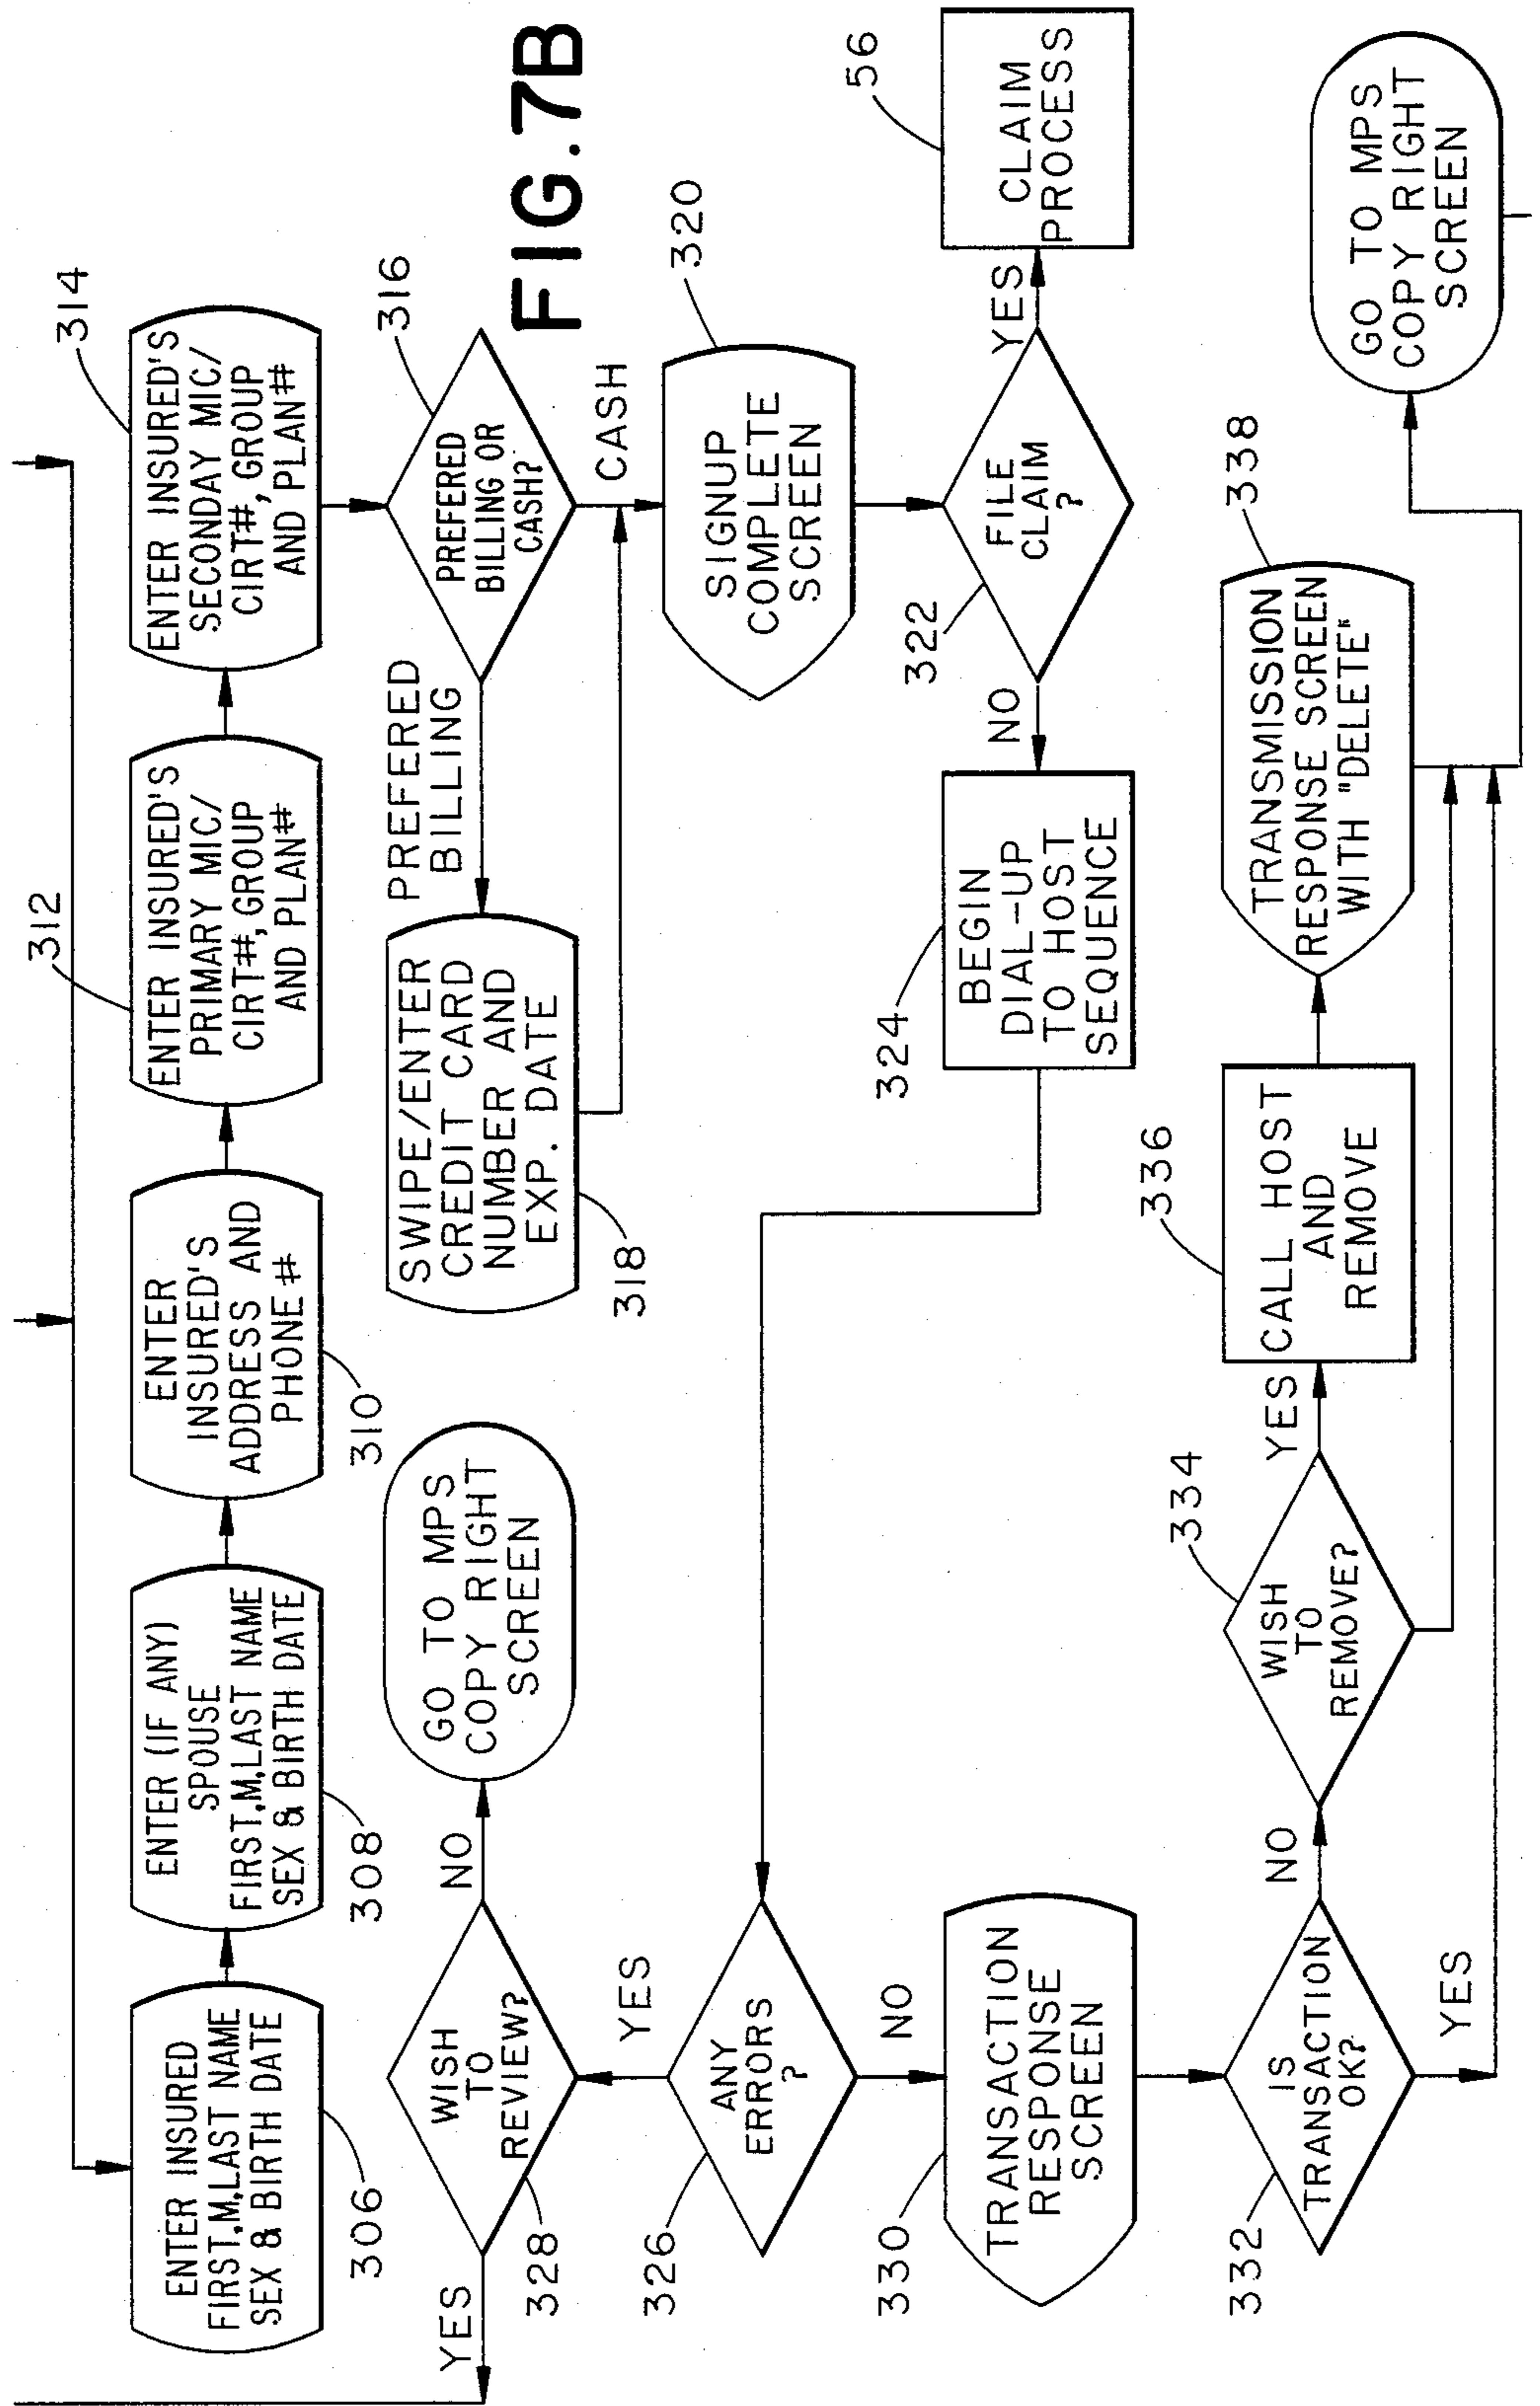 306
ENTER INSURED
FIRST,M,LAST NAME
SEX & BIRTH DATE
308
ENTER (IF ANY)
SPOUSE
FIRST,M,LAST NAME
SEX & BIRTH DATE
310
ENTER
INSURED'S
ADDRESS AND
PHONE #
312
ENTER INSURED'S
PRIMARY MIC/
CIRT#, GROUP
AND PLAN#
314
ENTER INSURED'S
SECONDAY MIC/
CIRT#, GROUP
AND PLAN#
316
PREFERED
BILLING OR
CASH?
PREFERED
BILLING
CASH
318
SWIPE/ENTER
CREDIT CARD
NUMBER AND
EXP. DATE
FIG.7B
320
SIGNUP
COMPLETE
SCREEN
322
FILE
CLAIM
?
YES
NO
56
CLAIM
PROCESS
324
BEGIN
DIAL-UP
TO HOST
SEQUENCE
326
ANY
ERRORS
?
YES
NO
328
WISH
TO
REVIEW?
YES
NO
GO TO MPS
COPY RIGHT
SCREEN
330
TRANSACTION
RESPONSE
SCREEN
332
IS
TRANSACTION
OK?
NO
YES
334
WISH
TO
REMOVE?
YES
336
CALL HOST
AND
REMOVE
338
TRANSMISSION
RESPONSE SCREEN
WITH "DELETE"
GO TO MPS
COPY RIGHT
SCREEN